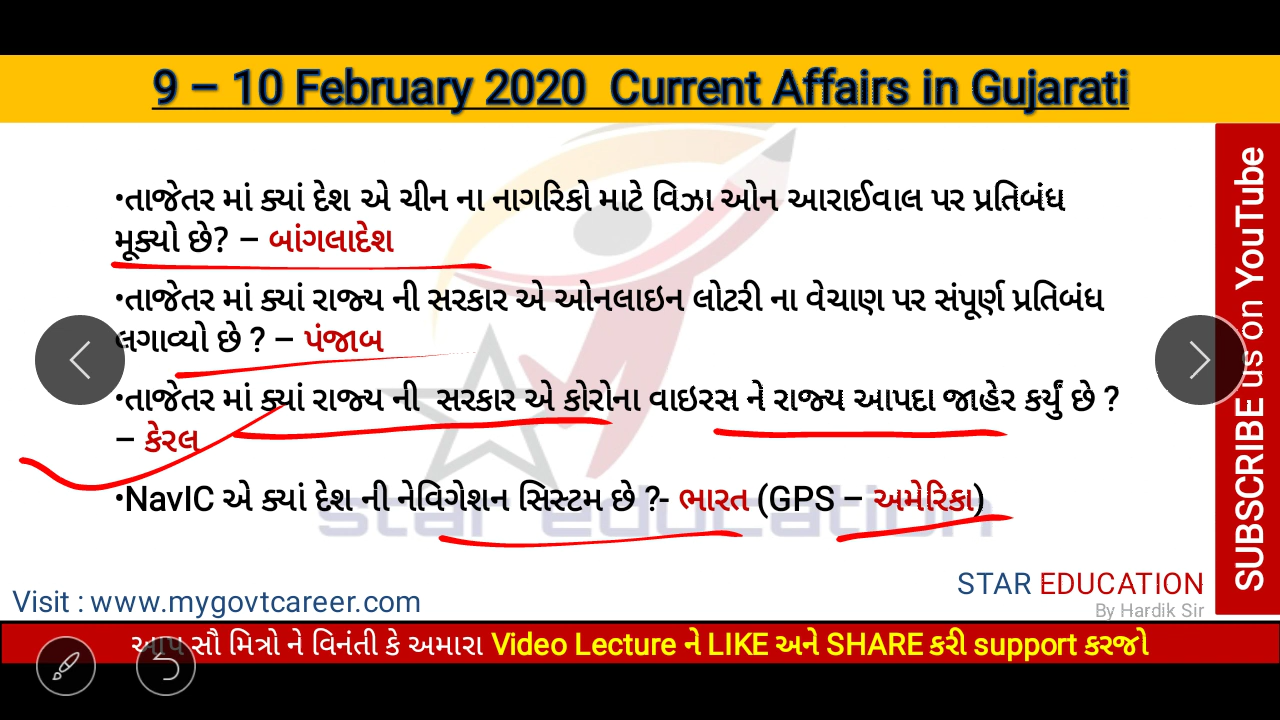 9 – 10 February 2020 Current Affairs in Gujarati
•તાજેતર માં ક્યાં દેશ એ ચીન ના નાગરિકો માટે વિઝા ઓન આરાઈવાલ પર પ્રતિબંધ
મૂક્યો છે? – બાંગલાદેશ
•તાજેતર માં ક્યાં રાજ્ય ની સરકાર એ ઓનલાઇન લોટરી ના વેચાણ પર સંપૂર્ણ પ્રતિબંધ
લગાવ્યો છે ? – પંજાબ
•તાજેતર માં ક્યાં રાજ્ય ની સરકાર એ કોરોના વાઇરસ ને રાજ્ય આપદા જાહેર કર્યું છે ?
– કેરલ
•NavIC એ ક્યાં દેશ ની નેવિગેશન સિસ્ટમ છે ?- ભારત (GPS – અમેરિકા)
star education
STAR EDUCATION
By Hardik Sir
Visit : www.mygovtcareer.com
આપ સૌ મિત્રો ને વિનંતી કે અમારા Video Lecture ને LIKE અને SHARE કરી support કરજો
SUBSCRIBE us on YouTube